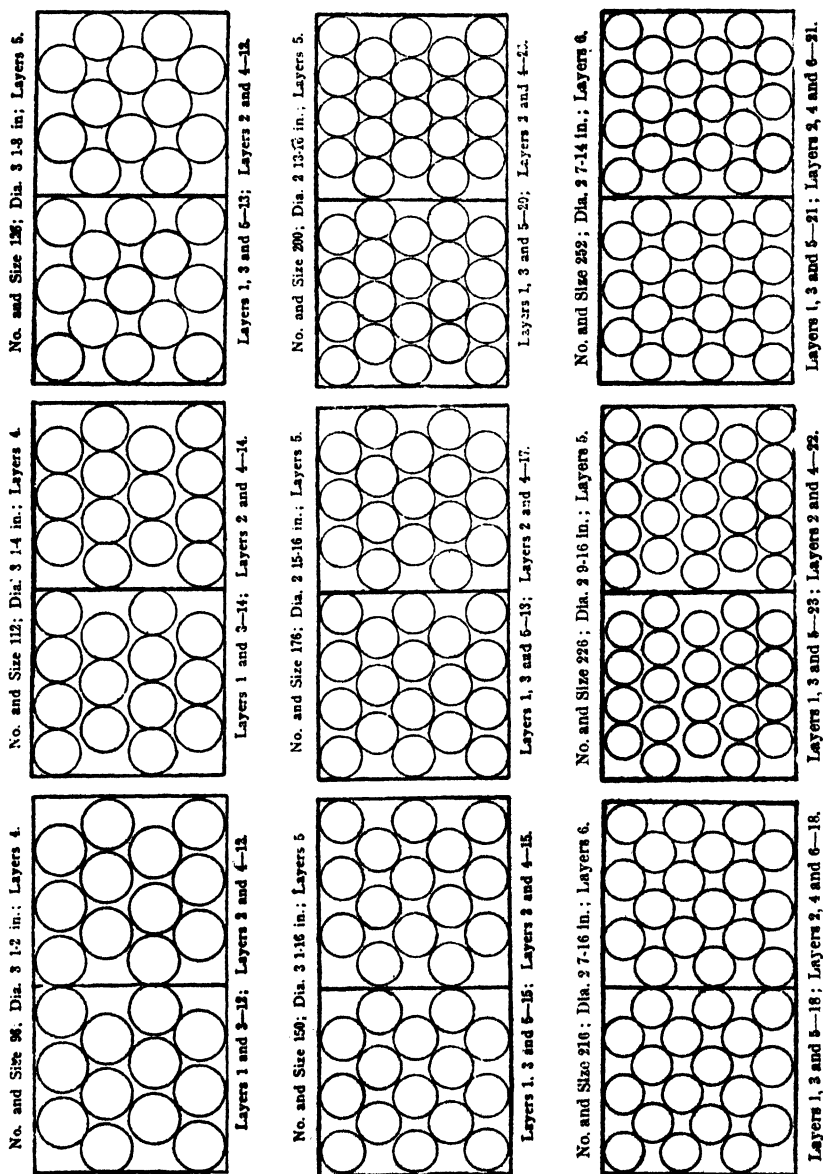 No. and Size 96, Dia. 3 1-2 in.; Layers 4.
Layers 1 and 3—12; Layers 2 and 4—12.
No. and Size 112; Dia. 3 1-4 in.; Layers 4.
Layers 1 and 3—14; Layers 2 and 4—14.
No. and Size 126; Dia. 3 1-8 in; Layers 5.
Layers 1, 3 and 5—13; Layers 2 and 4—12.
No. and Size 150; Dia. 3 1-16 in.; Layers 5
Layers 1, 3 and 5—15; Layers 2 and 4—15.
No. and Size 176; Dia. 2 15-16 in.; Layers 5.
Layers 1, 3 and 5—13; Layers 2 and 4—17.
No. and Size 200; Dia. 2 13-16 in.; Layers 5.
Layers 1, 3 and 5—20; Layers 2 and 4—20.
No. and Size 216; Dia. 2 7-16 in.; Layers 6.
Layers 1, 3 and 5—18; Layers 2, 4 and 6—18.
No. and Size 226; Dia. 2 9-16 in.; Layers 5.
Layers 1, 3 and 5—23; Layers 2 and 4—22.
No. and Size 252; Dia. 2 7-14 in.; Layers 6.
Layers 1, 3 and 5—21; Layers 2, 4 and 6—21.